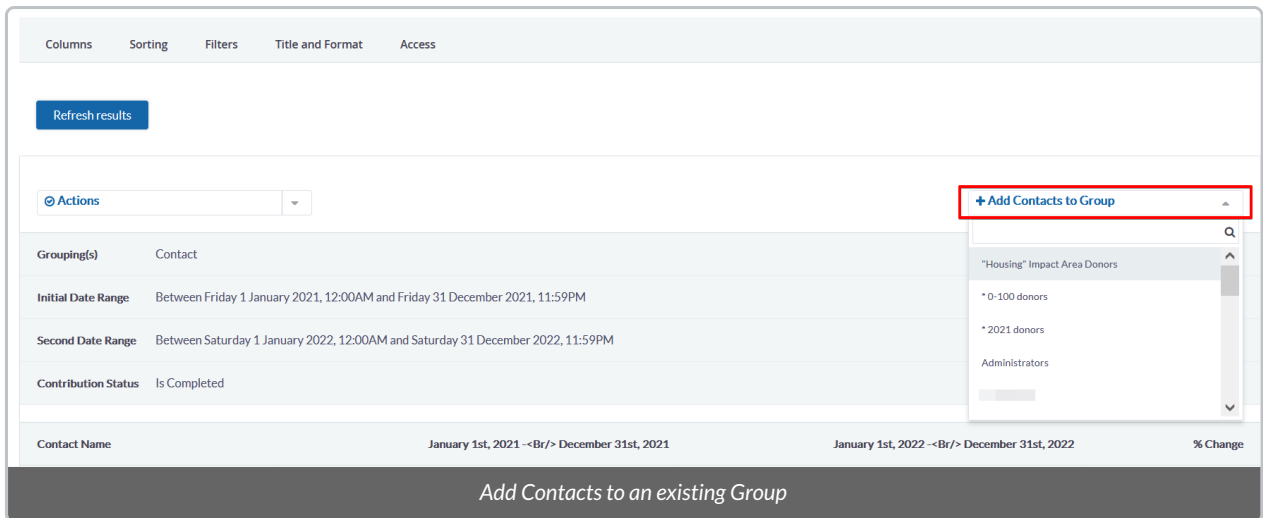 Columns Sorting Filters Title and Format Access
Refresh results
Actions
+ Add Contacts to Group
Grouping(s) Contact
"Housing" Impact Area Donors
Initial Date Range Between Friday 1 January 2021, 12:00AM and Friday 31 December 2021, 11:59PM
* 0-100 donors
* 2021 donors
Second Date Range Between Saturday 1 January 2022, 12:00AM and Saturday 31 December 2022, 11:59PM
Administrators
Contribution Status Is Completed
Contact Name January 1st, 2021 -<Br/> December 31st, 2021 January 1st, 2022 -<Br/> December 31st, 2022 % Change
Add Contacts to an existing Group